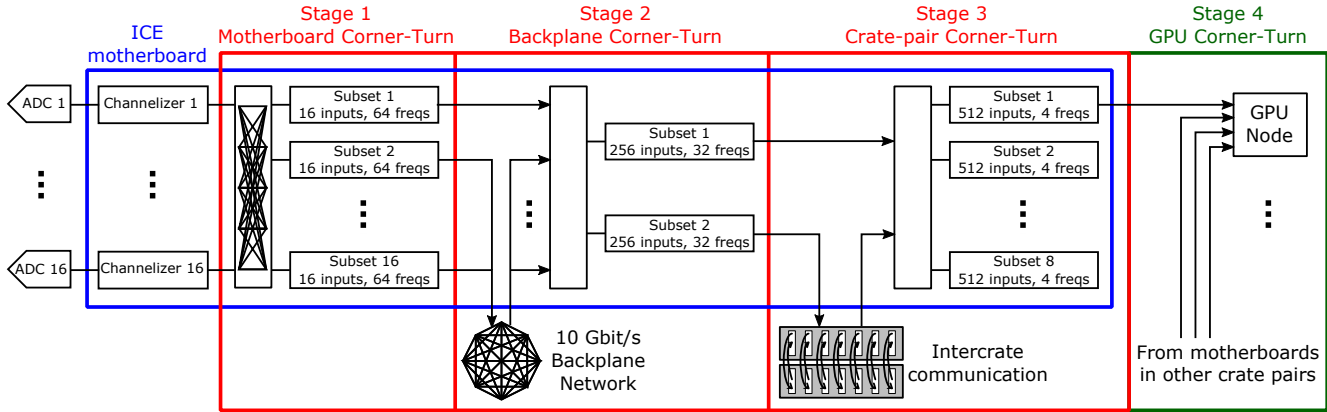 Stage 1
Motherboard Corner-Turn
Stage 2
Backplane Corner-Turn
Stage 3
Crate-pair Corner-Turn
Stage 4
GPU Corner-Turn
ICE
motherboard
ADC 1
Channelizer 1
Subset 1
16 inputs, 64 freqs
Subset 2
16 inputs, 64 freqs
ADC 16
Channelizer 16
Subset 16
16 inputs, 64 freqs
Subset 1
256 inputs, 32 freqs
Subset 2
256 inputs, 32 freqs
Subset 1
512 inputs, 4 freqs
Subset 2
512 inputs, 4 freqs
Subset 8
512 inputs, 4 freqs
GPU
Node
10 Gbit/s
Backplane
Network
Intercrate
communication
From motherboards
in other crate pairs